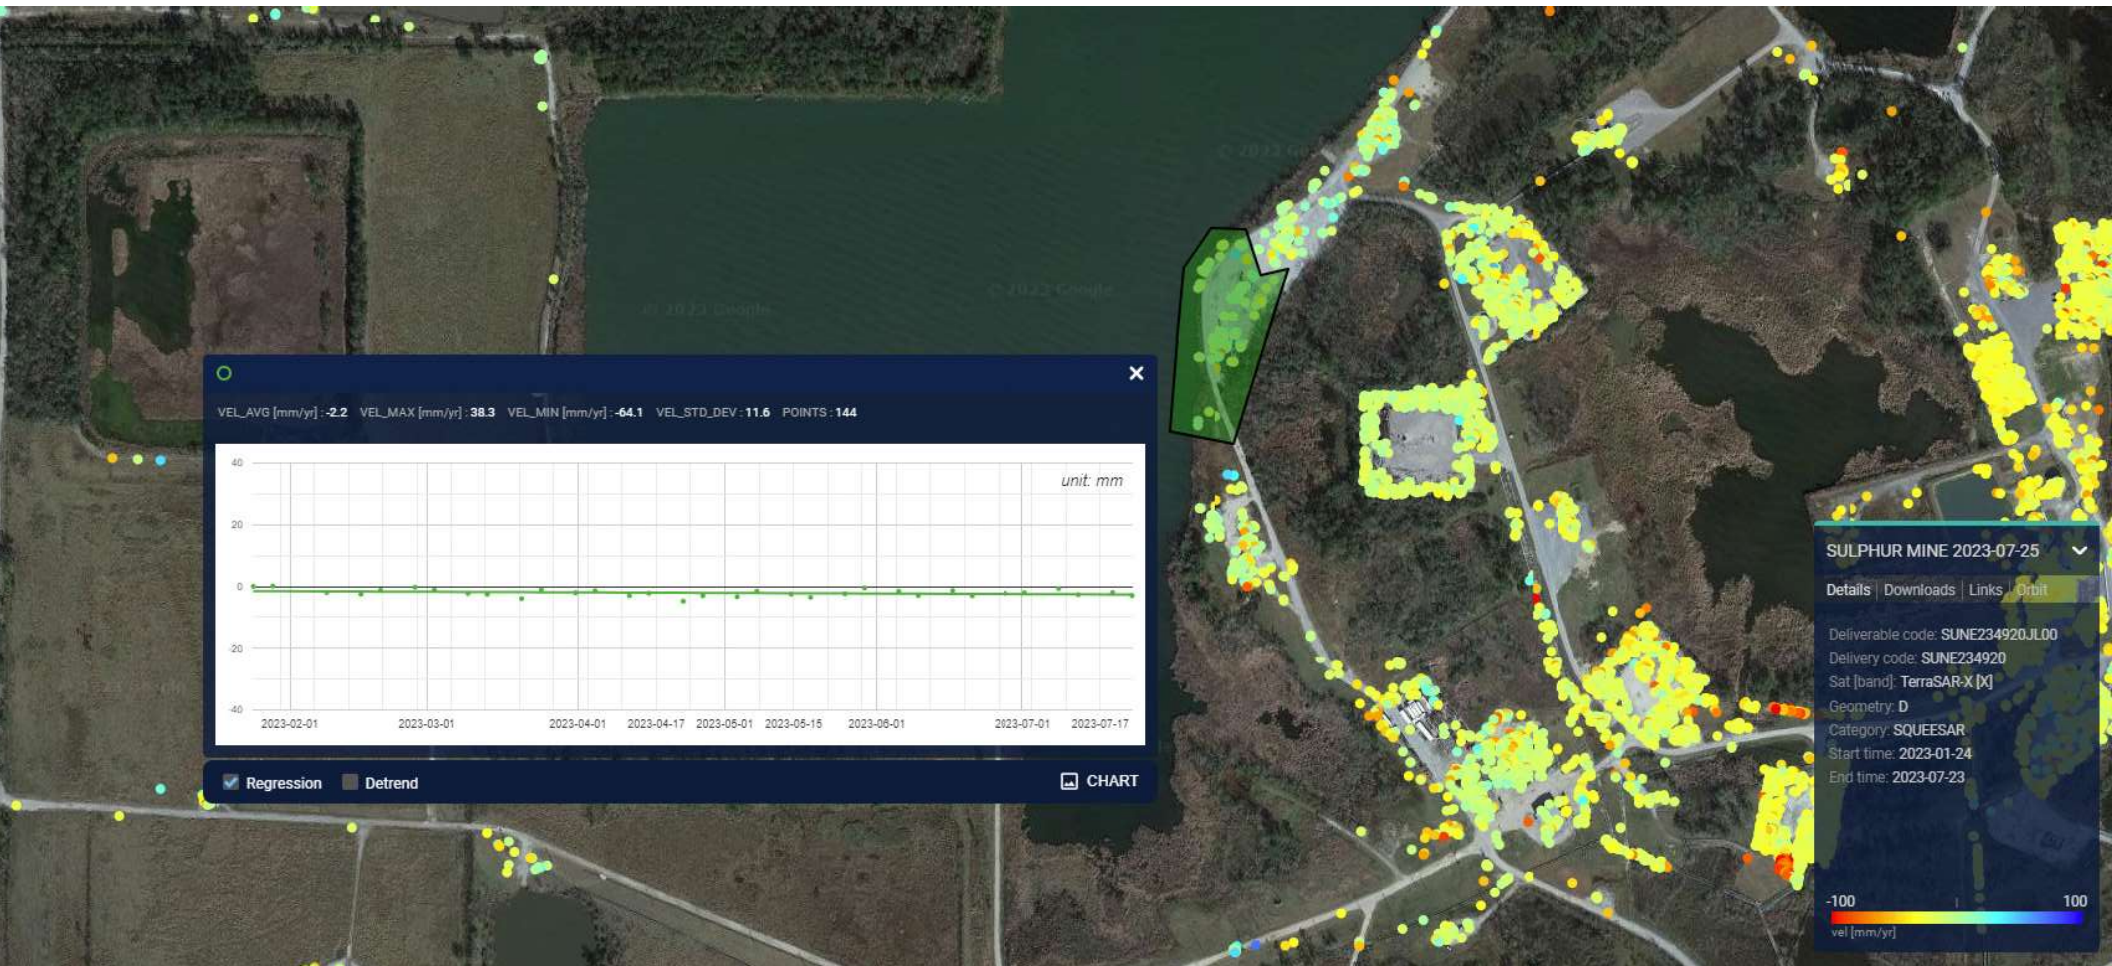 © 2023 Google
© 2023 Google
VEL_AVG [mm/yr] : -2.2 VEL_MAX [mm/yr] : 38.3 VEL_MIN [mm/yr] : -64.1 VEL_STD_DEV : 11.6 POINTS : 144
unit: mm
40
20
0
-20
-40
2023-02-01 2023-03-01 2023-04-01 2023-04-17 2023-05-01 2023-05-15 2023-06-01 2023-07-01 2023-07-17
Regression Detrend CHART
SULPHUR MINE 2023-07-25
Details | Downloads | Links | Orbit
Deliverable code: SUNE234920JL00
Delivery code: SUNE234920
Sat [band]: TerraSAR-X [X]
Geometry: D
Category: SQUEESAR
Start time: 2023-01-24
End time: 2023-07-23
-100 100
vel [mm/yr]